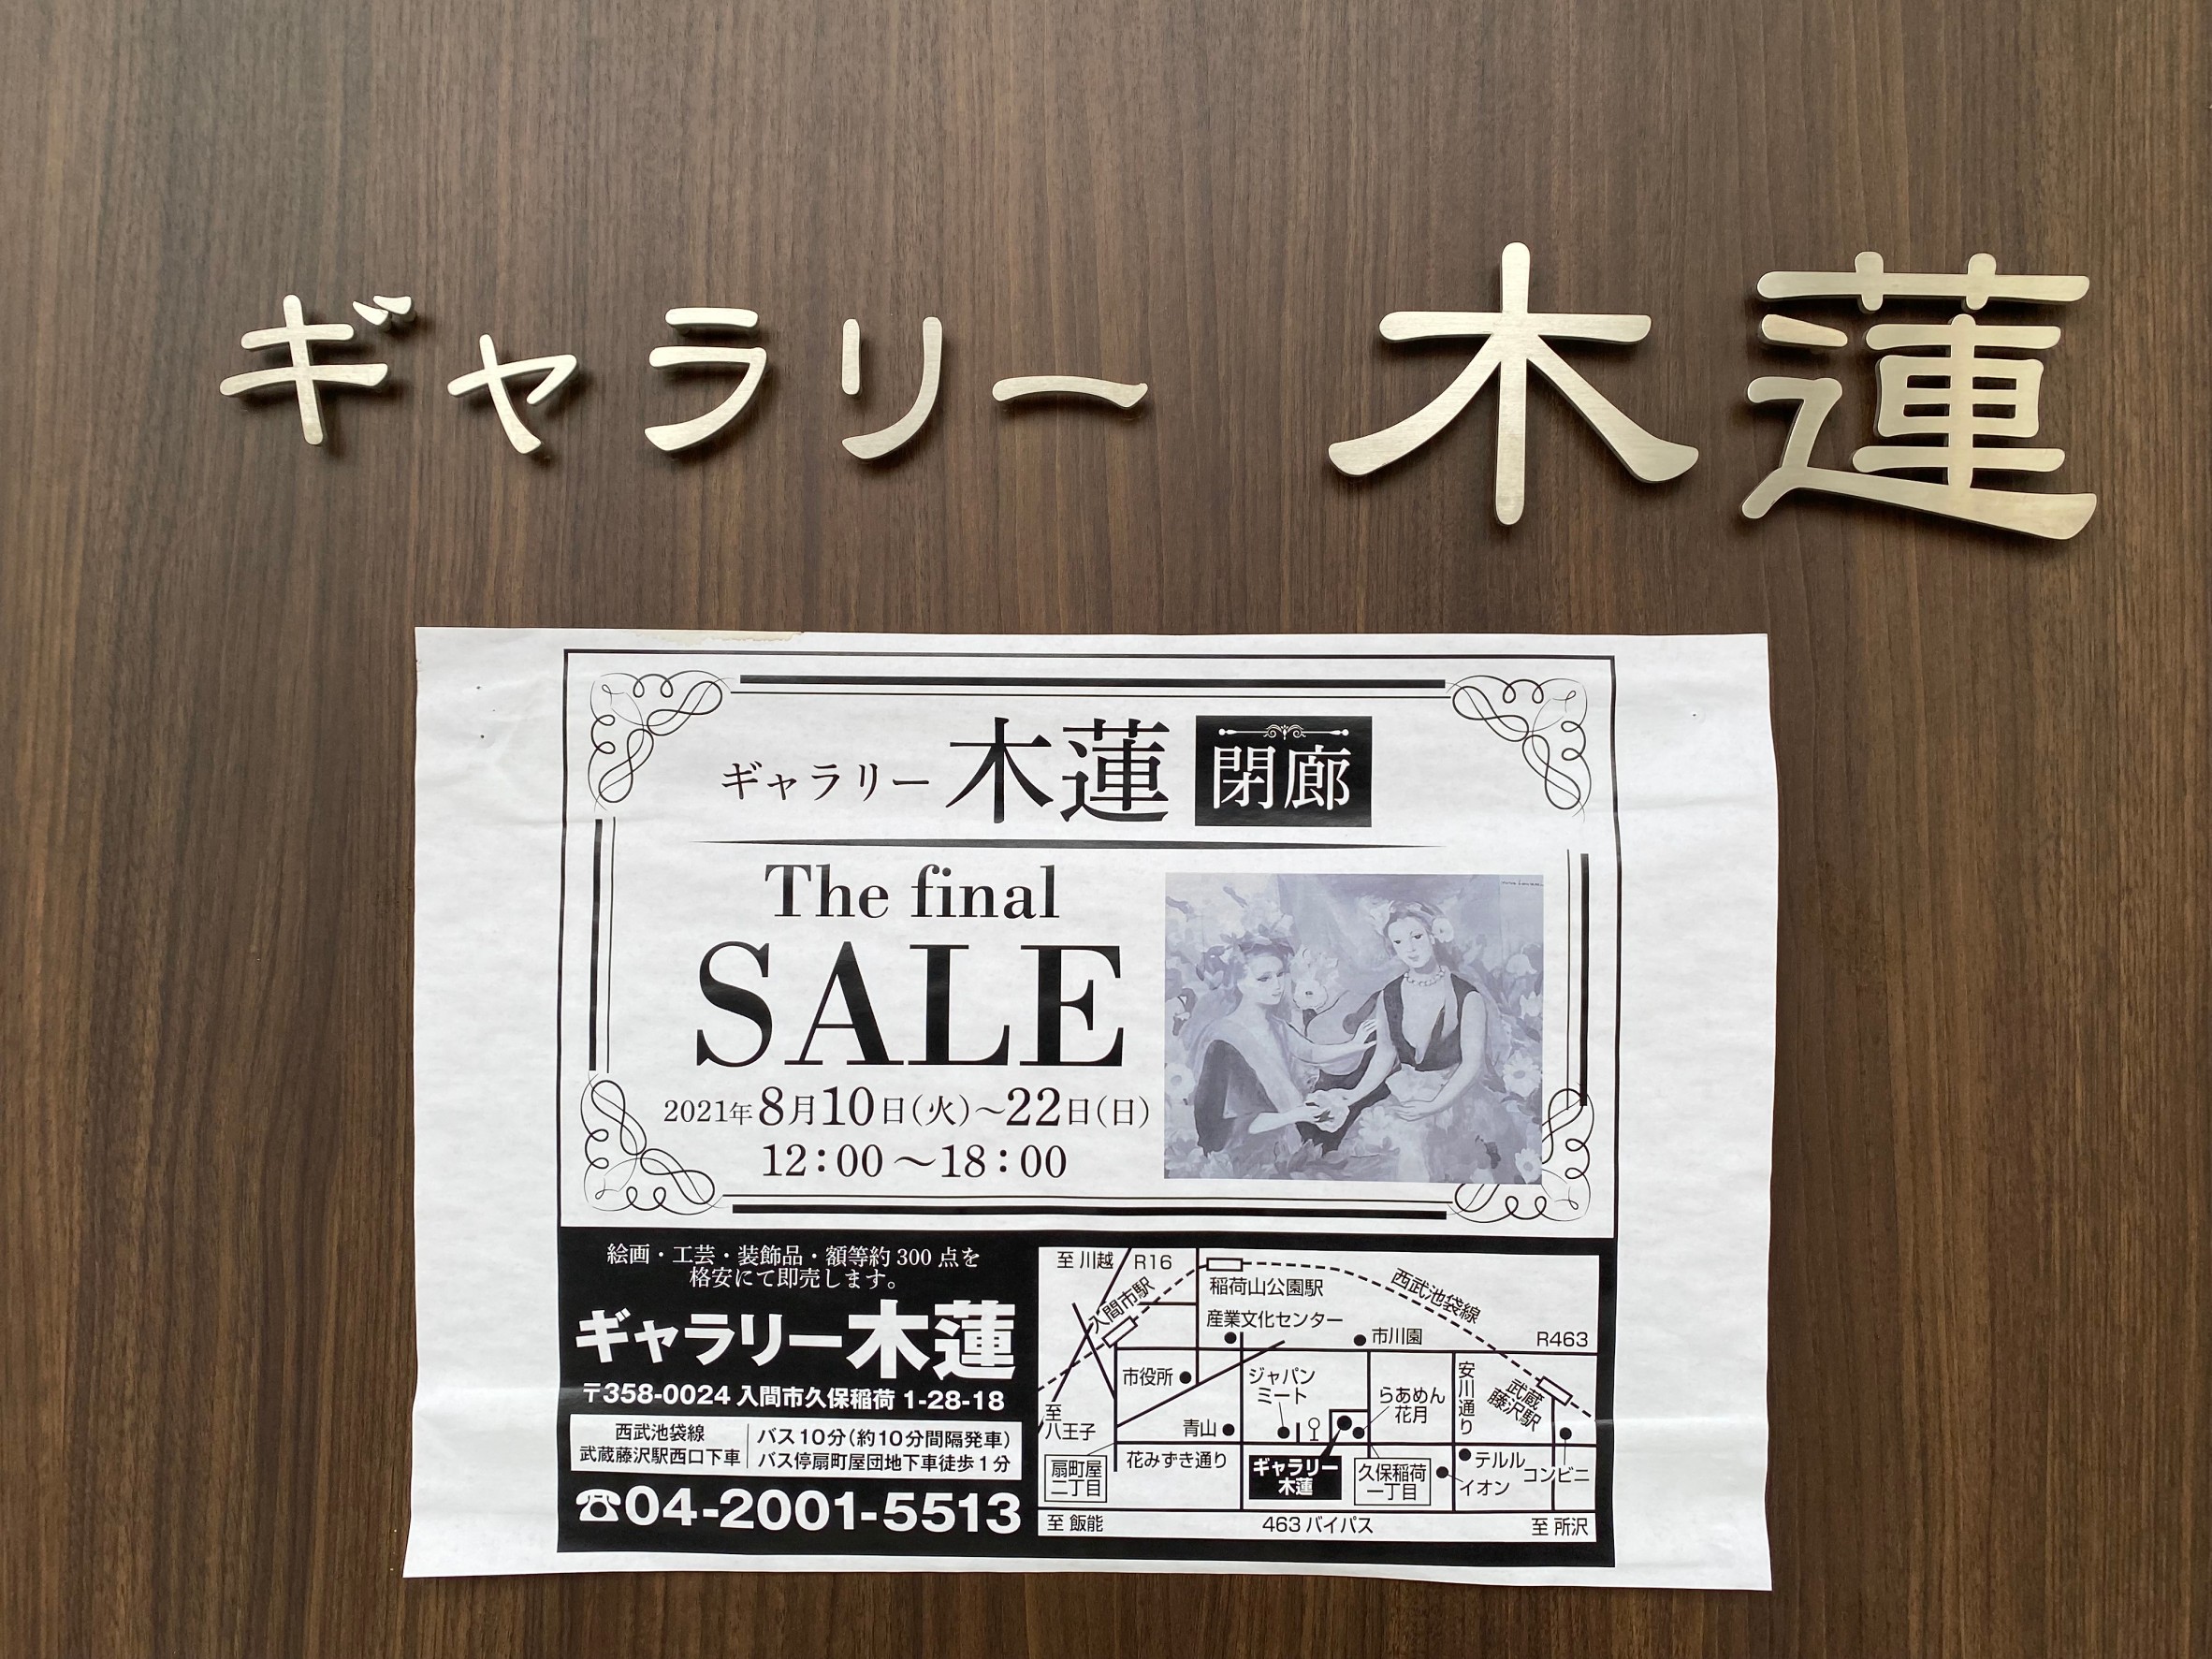 ギャラリー 木蓮
ギャラリー 木蓮 閉廊
The final
SALE
2021年8月10日(火)～22日(日)
12：00～18：00
絵画・工芸・装飾品・額等約300点を
格安にて即売します。
ギャラリー木蓮
〒358-0024 入間市久保稲荷 1-28-18
西武池袋線
武蔵藤沢駅西口下車
バス10分(約10分間隔発車)
バス停扇町屋団地下車徒歩1分
☎04-2001-5513
至 川越
R16
入間市駅
稲荷山公園駅
西武池袋線
産業文化センター
市川園
R463
市役所
ジャパン
ミート
らあめん
花月
安川通り
武蔵
藤沢駅
至
八王子
青山
花みずき通り
扇町屋
二丁目
ギャラリー
木蓮
久保稲荷
一丁目
テルル
イオン
コンビニ
至 飯能
463 バイパス
至 所沢